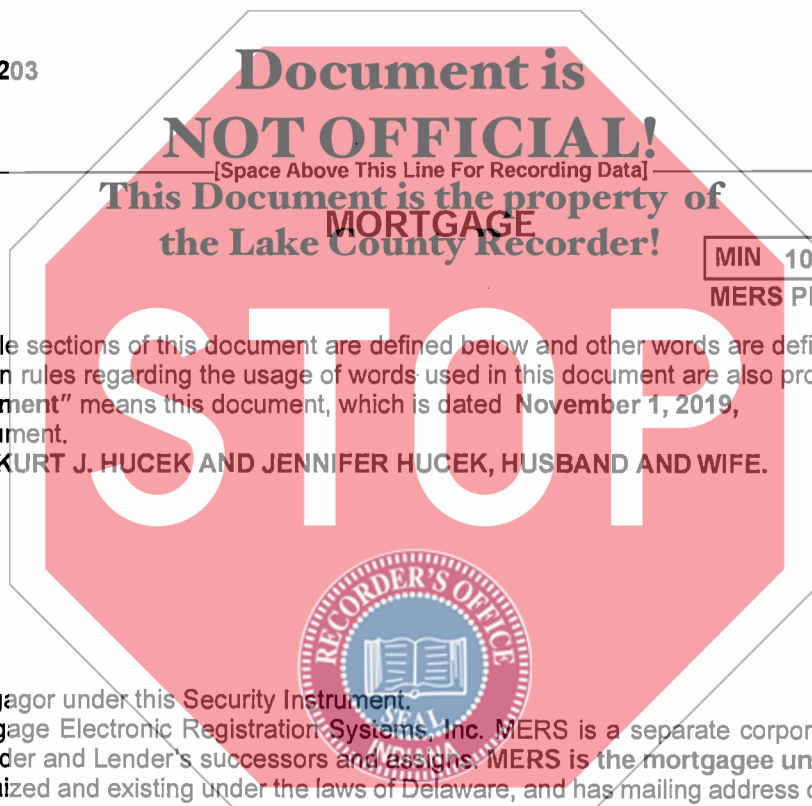 203
Document is
NOT OFFICIAL!
[Space Above This Line For Recording Data]
This Document is the property of
MORTGAGE
the Lake County Recorder!
MIN 10
MERS
le sections of this document are defined below and other words are defi
n rules regarding the usage of words used in this document are also pro
ment" means this document, which is dated November 1, 2019,
ument.
KURT J. HUCEK AND JENNIFER HUCEK, HUSBAND AND WIFE.
STOP
RECORDER'S OFFICE
SEAL
INDIANA
gagor under this Security Instrument.
gage Electronic Registration Systems, Inc. MERS is a separate corpor
der and Lender's successors and assigns. MERS is the mortgagee un
ized and existing under the laws of Delaware, and has mailing address